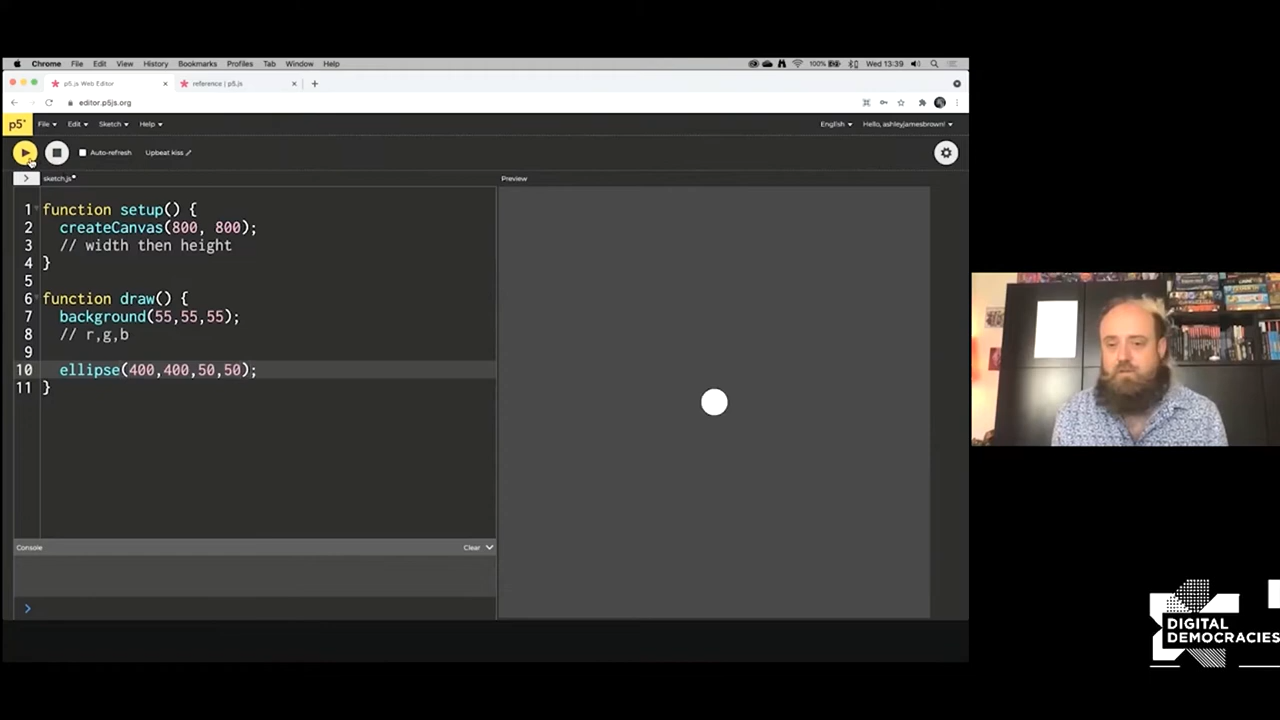 Chrome File Edit View History Bookmarks Profiles Tab Window Help 100% Wed 13:39
p5.js Web Editor reference | p5.js
editor.p5js.org
p5* File Edit Sketch Help English Hello, ashleyjamesbrown!
Auto-refresh Upbeat kiss
sketch.js Preview
1 function setup() {
2 createCanvas(800, 800);
3 // width then height
4 }
5
6 function draw() {
7 background(55,55,55);
8 // r,g,b
9
10 ellipse(400,400,50,50);
11 }
Console Clear
>
DIGITAL
DEMOCRACIES